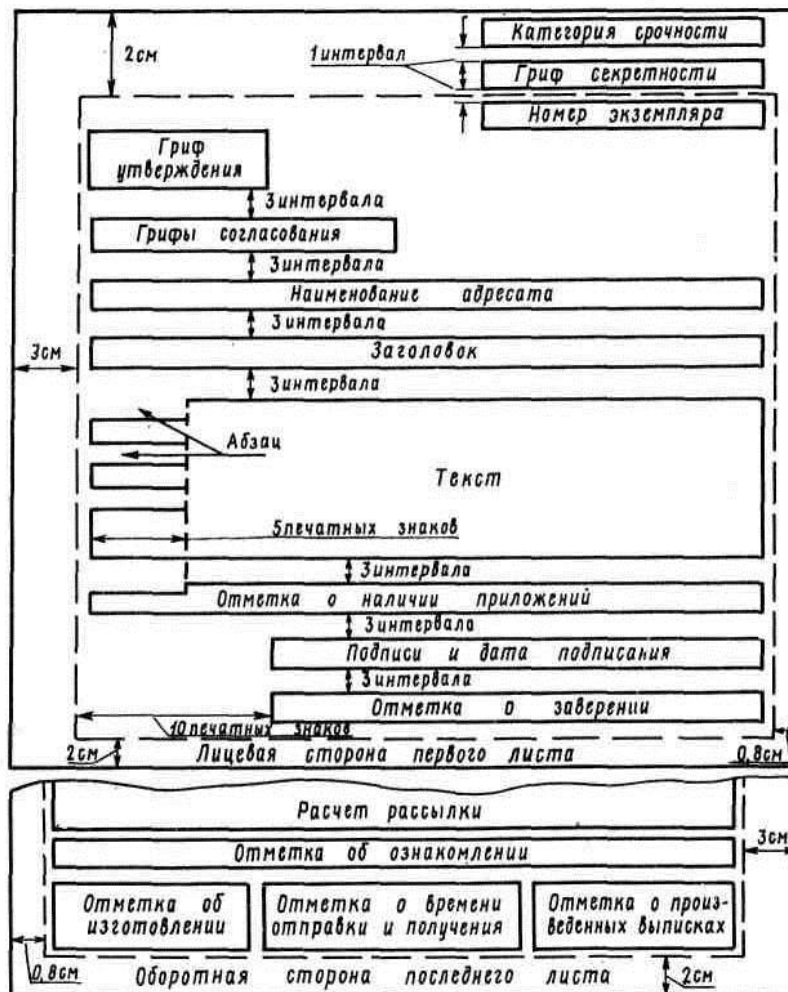 Категория срочности
2см
1интервал
Гриф секретности
Номер экземпляра
Гриф
утверждения
3интервала
Грифы согласования
3интервала
Наименование адресата
3интервала
Заголовок
3см
3интервала
Абзац
Текст
5печатных знаков
3интервала
Отметка о наличии приложений
3интервала
Подписи и дата подписания
3интервала
Отметка о заверении
10печатных знаков
2см
Лицевая сторона первого листа
0,8см
Расчет рассылки
Отметка об ознакомлении
3см
Отметка об
изготовлении
Отметка о времени
отправки и получения
Отметка о произ-
веденных выписках
0,8см
Оборотная сторона последнего листа
2см